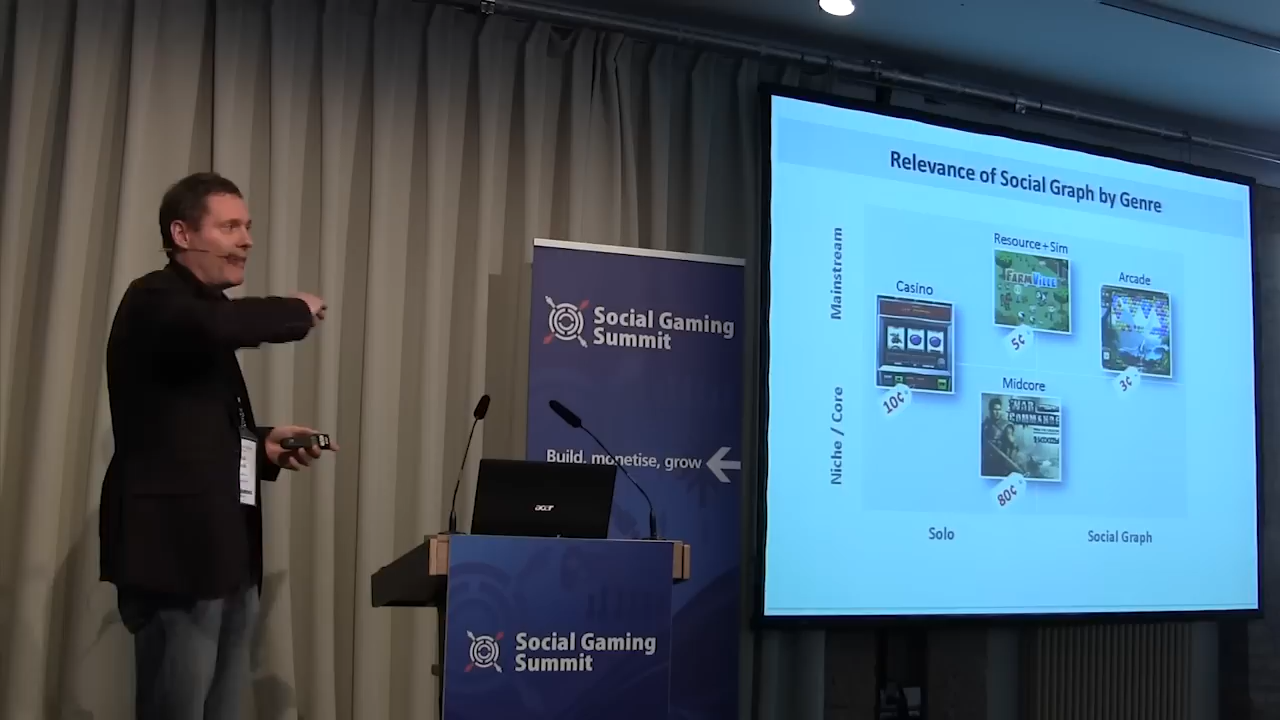 Relevance of Social Graph by Genre
Mainstream
Niche / Core
Resource+Sim
FARMVILLE
5¢
Casino
10¢
Arcade
3¢
Midcore
WAR
COMMANDER
80¢
Solo
Social Graph
Social Gaming
Summit
Build, monetise, grow
acer
Social Gaming
Summit